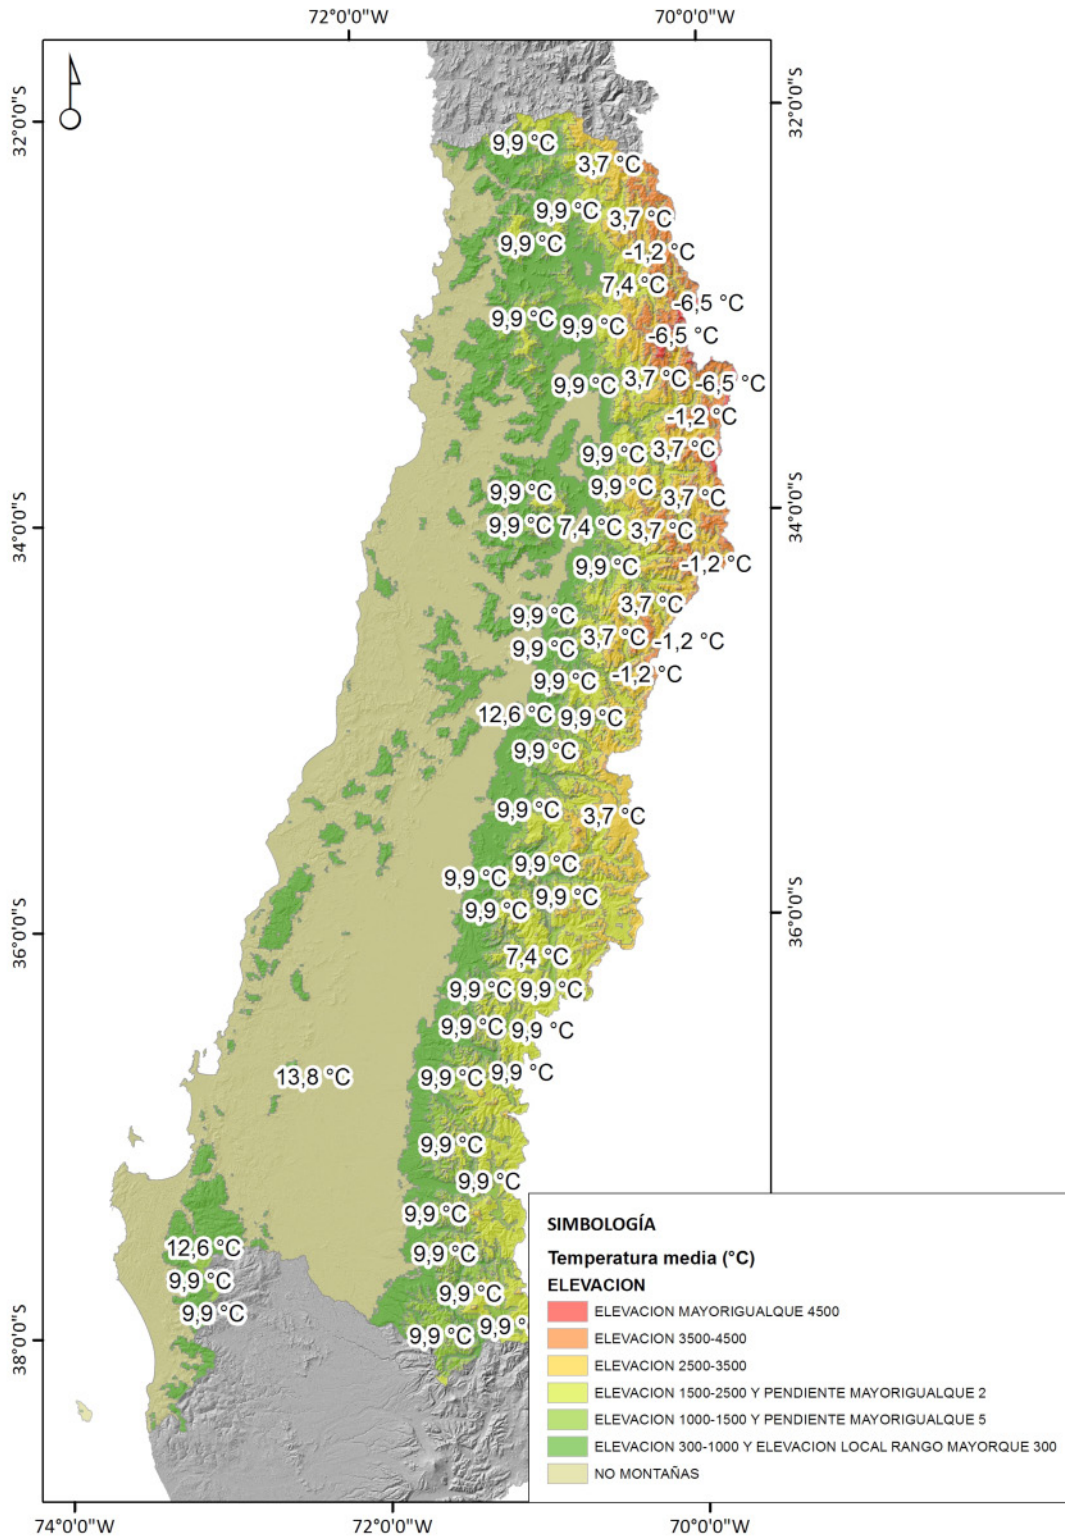 72°0'0"W
70°0'0"W
32°0'0"S
32°0'0"S
9,9 °C
3,7 °C
9,9 °C
3,7 °C
9,9 °C
-1,2 °C
7,4 °C
-6,5 °C
9,9 °C
9,9 °C
-6,5 °C
9,9 °C
3,7 °C
-6,5 °C
-1,2 °C
9,9 °C
3,7 °C
9,9 °C
9,9 °C
3,7 °C
34°0'0"S
34°0'0"S
9,9 °C
7,4 °C
3,7 °C
9,9 °C
-1,2 °C
3,7 °C
9,9 °C
3,7 °C
-1,2 °C
9,9 °C
9,9 °C
-1,2 °C
12,6 °C
9,9 °C
9,9 °C
9,9 °C
3,7 °C
9,9 °C
9,9 °C
9,9 °C
9,9 °C
36°0'0"S
36°0'0"S
7,4 °C
9,9 °C
9,9 °C
9,9 °C
9,9 °C
13,8 °C
9,9 °C
9,9 °C
9,9 °C
9,9 °C
9,9 °C
12,6 °C
9,9 °C
9,9 °C
9,9 °C
9,9 °C
38°0'0"S
9,9 °C
9,9 °
SIMBOLOGÍA
Temperatura media (°C)
ELEVACION
ELEVACION MAYORIGUALQUE 4500
ELEVACION 3500-4500
ELEVACION 2500-3500
ELEVACION 1500-2500 Y PENDIENTE MAYORIGUALQUE 2
ELEVACION 1000-1500 Y PENDIENTE MAYORIGUALQUE 5
ELEVACION 300-1000 Y ELEVACION LOCAL RANGO MAYORQUE 300
NO MONTAÑAS
74°0'0"W
72°0'0"W
70°0'0"W